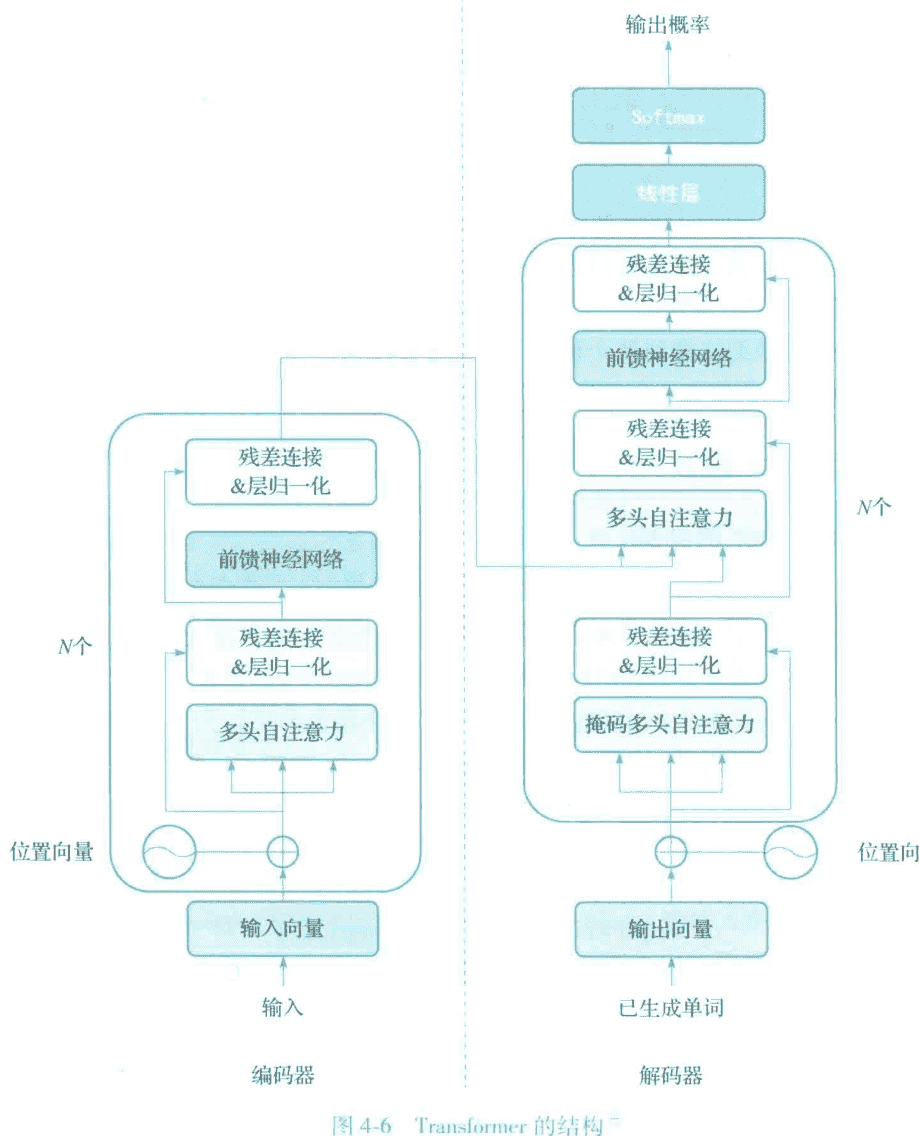 输出概率
Softmax
线性层
残差连接
&层归一化
前馈神经网络
残差连接
&层归一化
多头自注意力
N个
残差连接
&层归一化
掩码多头自注意力
位置向
输出向量
已生成单词
解码器
残差连接
&层归一化
前馈神经网络
N个
残差连接
&层归一化
多头自注意力
位置向量
输入向量
输入
编码器
图 4-6 Transformer 的结构